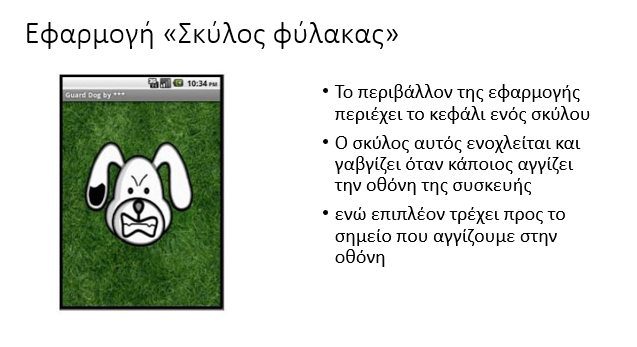 Εφαρμογή «Σκύλος φύλακας»
10:34 PM
Guard Dog by ***
• Το περιβάλλον της εφαρμογής
περιέχει το κεφάλι ενός σκύλου
• Ο σκύλος αυτός ενοχλείται και
γαβγίζει όταν κάποιος αγγίζει
την οθόνη της συσκευής
• ενώ επιπλέον τρέχει προς το
σημείο που αγγίζουμε στην
οθόνη